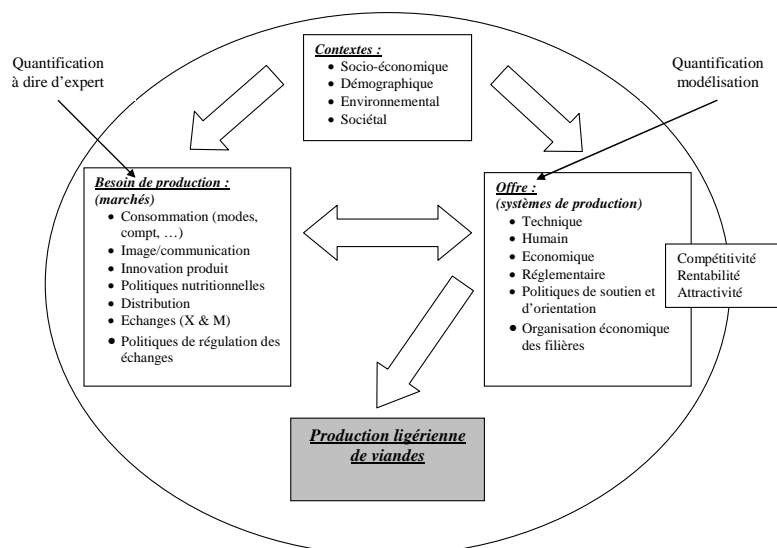 Quantification
à dire d'expert
Contextes :
• Socio-économique
• Démographique
• Environnemental
• Sociétal
Quantification
modélisation
Besoin de production :
(marchés)
• Consommation (modes,
compt, …)
• Image/communication
• Innovation produit
• Politiques nutritionnelles
• Distribution
• Echanges (X & M)
• Politiques de régulation des
échanges
Offre :
(systèmes de production)
• Technique
• Humain
• Economique
• Réglementaire
• Politiques de soutien et
d'orientation
• Organisation économique
des filières
Compétitivité
Rentabilité
Attractivité
Production ligérienne
de viandes